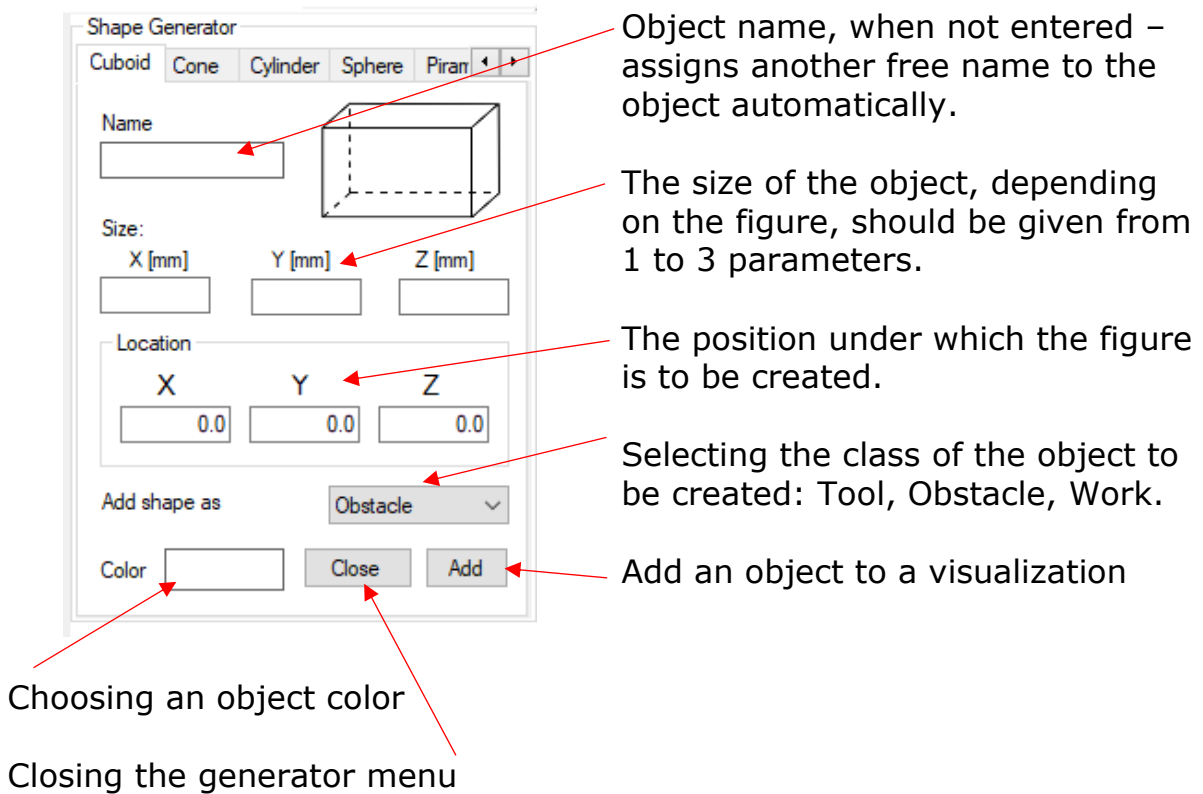 Shape Generator
Cuboid Cone Cylinder Sphere Piram
Name
Size:
X [mm] Y [mm] Z [mm]
Location
X Y Z
0.0 0.0 0.0
Add shape as Obstacle
Color Close Add
Object name, when not entered –
assigns another free name to the
object automatically.
The size of the object, depending
on the figure, should be given from
1 to 3 parameters.
The position under which the figure
is to be created.
Selecting the class of the object to
be created: Tool, Obstacle, Work.
Add an object to a visualization
Choosing an object color
Closing the generator menu